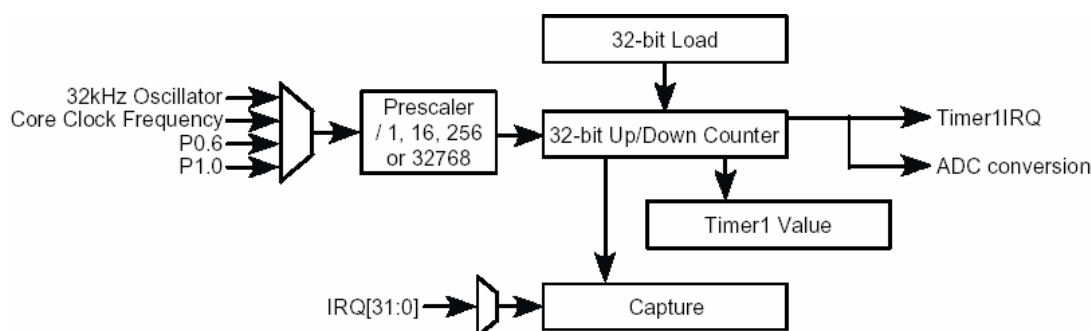 32-bit Load
32kHz Oscillator
Core Clock Frequency
P0.6
P1.0
Prescaler
/ 1, 16, 256
or 32768
32-bit Up/Down Counter
Timer1IRQ
ADC conversion
Timer1 Value
IRQ[31:0]
Capture